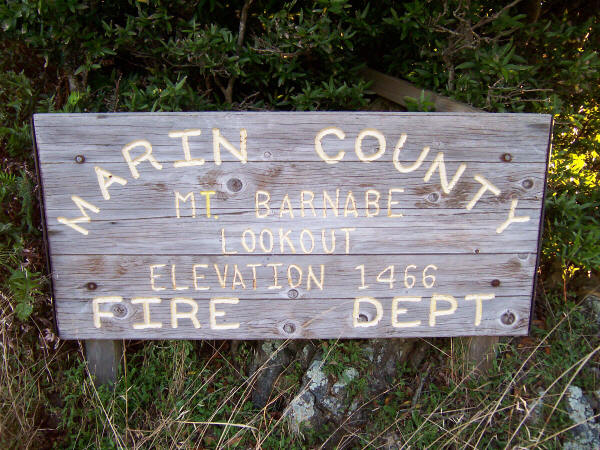 MARIN COUNTY
MT. BARNABE
LOOKOUT
ELEVATION 1466
FIRE DEPT